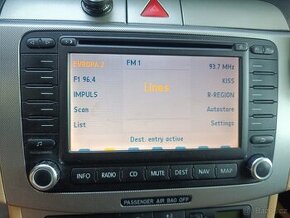 EVROPA 2
FM 1
93.7 MHz
F1 96.4
KISS
IMPULS
Lines
R-REGION
Scan
Autostore
List
Settings
Dest. entry active
INFO
RADIO
CD
MUTE
DEST
NAV
MAP
PASSENGER AIR BAG OFF